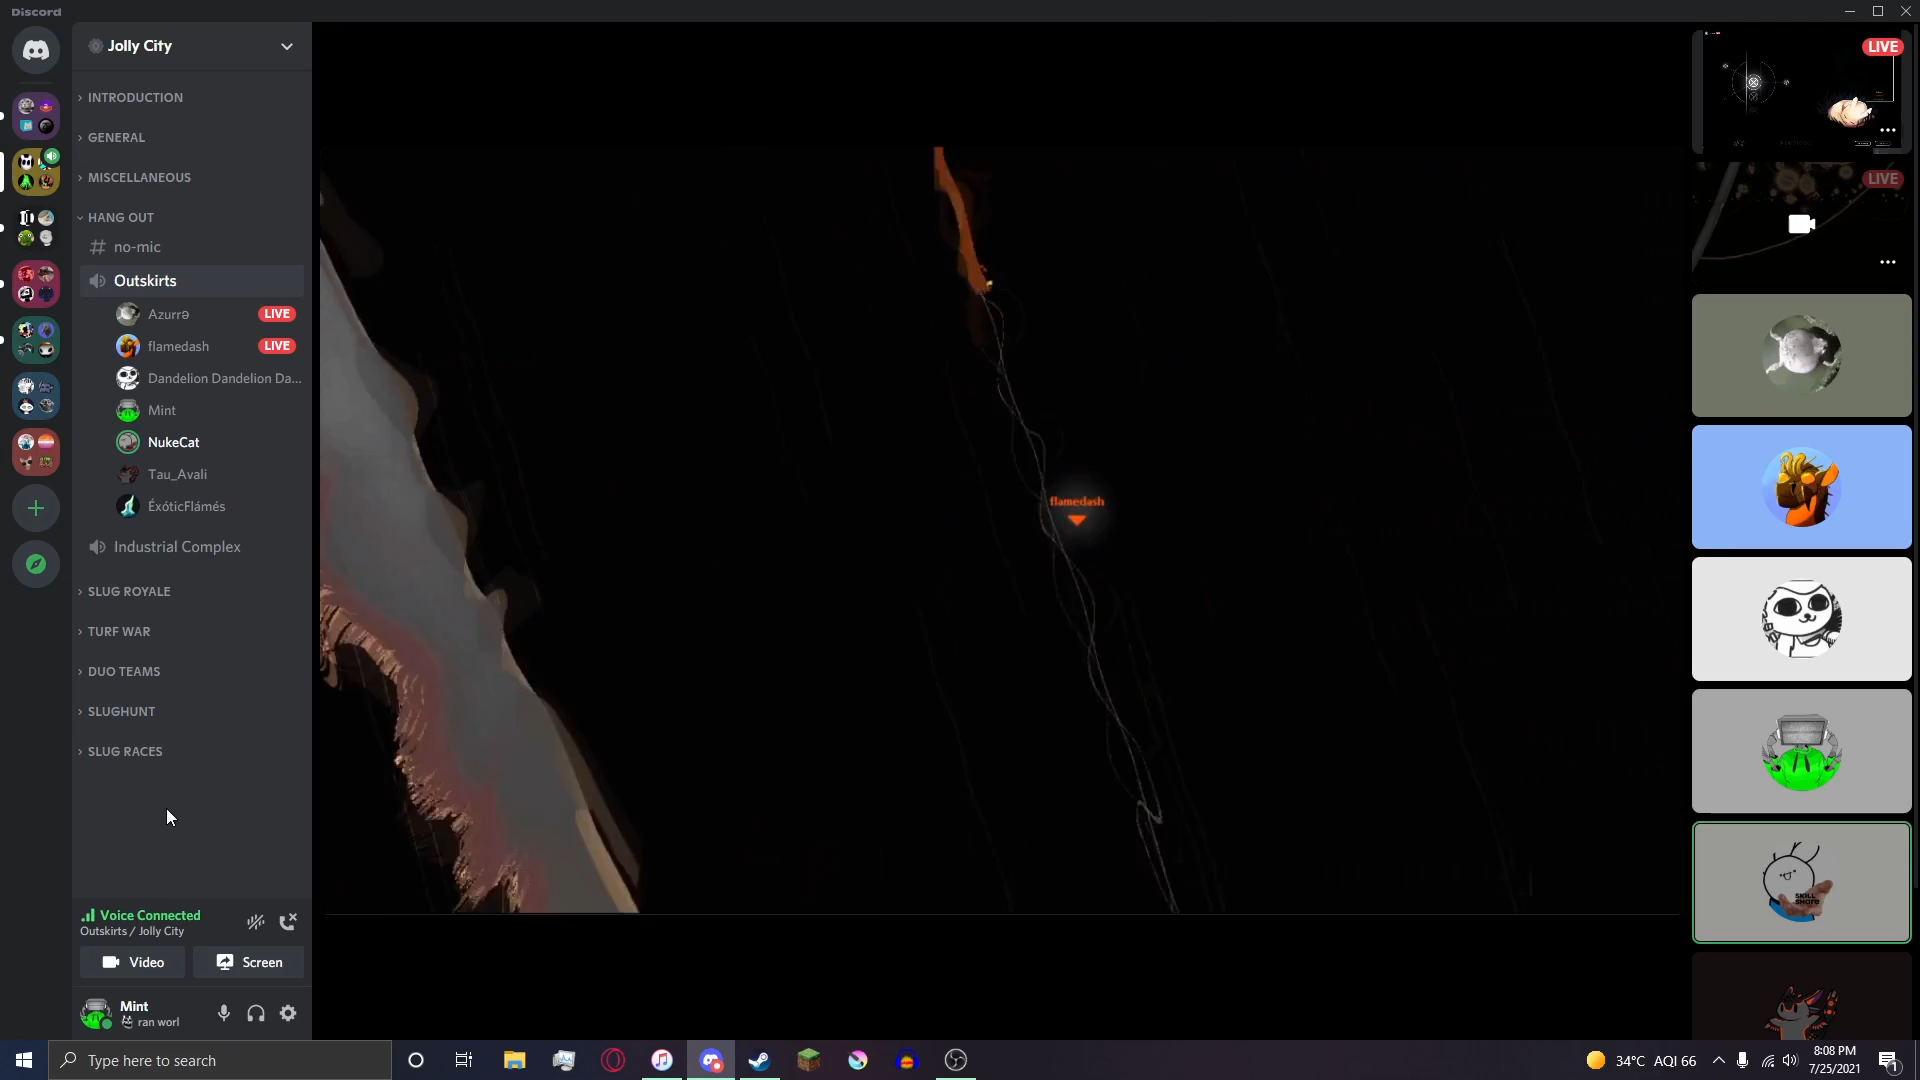 Discord
Jolly City
INTRODUCTION
GENERAL
MISCELLANEOUS
HANG OUT
no-mic
Outskirts
Azurrə LIVE
flamedash LIVE
Dandelion Dandelion Da...
Mint
NukeCat
Tau_Avali
ÉxóticFlámés
Industrial Complex
SLUG ROYALE
TURF WAR
DUO TEAMS
SLUGHUNT
SLUG RACES
Voice Connected
Outskirts / Jolly City
Video
Screen
Mint
ran worl
flamedash
LIVE
LIVE
SKILL
SHARE
Type here to search
34°C AQI 66
8:08 PM
7/25/2021
1